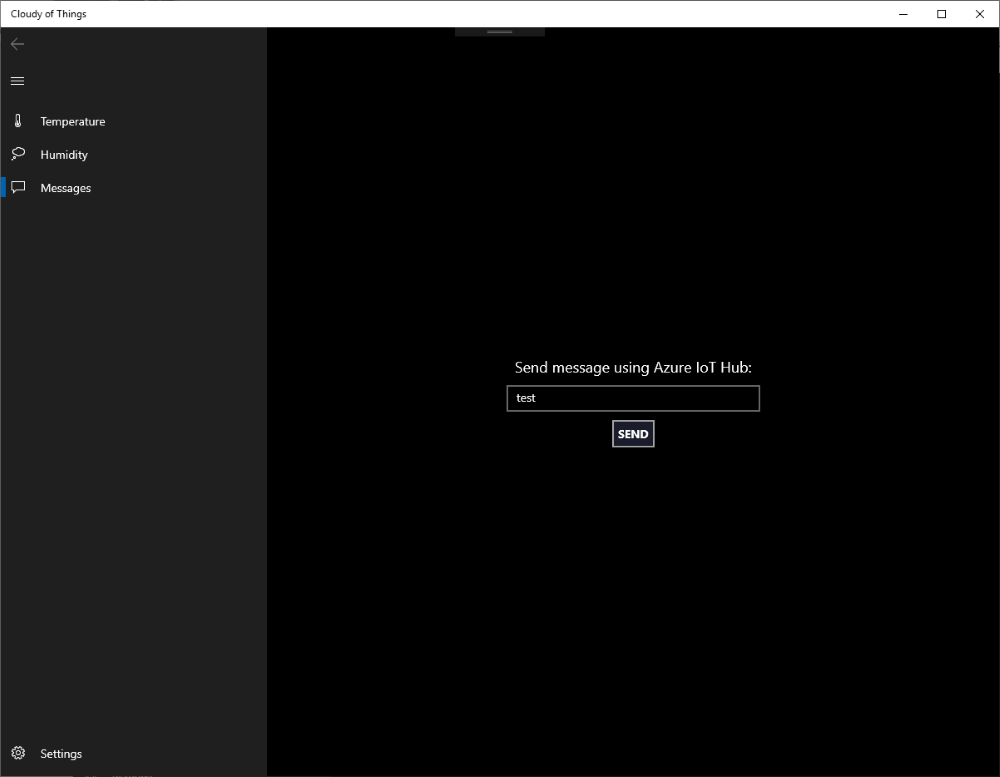 Cloudy of Things
Temperature
Humidity
Messages
Send message using Azure IoT Hub:
test
SEND
Settings